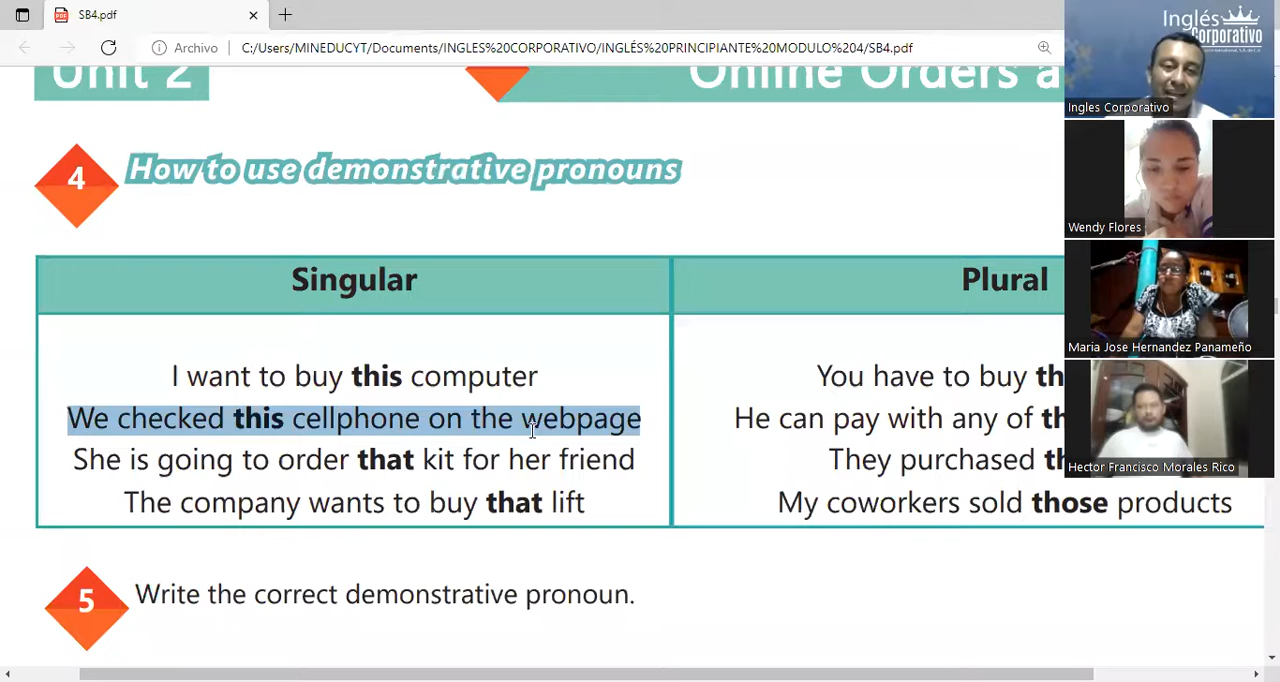 SB4.pdf
Archivo
C:/Users/MINEDUCYT/Documents/INGLES%20CORPORATIVO/INGLÉS%20PRINCIPIANTE%20MODULO%204/SB4.pdf
Unit 2
Online Orders a
4
How to use demonstrative pronouns
Singular
Plural
I want to buy this computer
We checked this cellphone on the webpage
She is going to order that kit for her friend
The company wants to buy that lift
You have to buy th
He can pay with any of th
They purchased th
My coworkers sold those products
5
Write the correct demonstrative pronoun.
Inglés
Corporativo
Ingles Corporativo
Wendy Flores
Maria Jose Hernandez Panameño
Hector Francisco Morales Rico